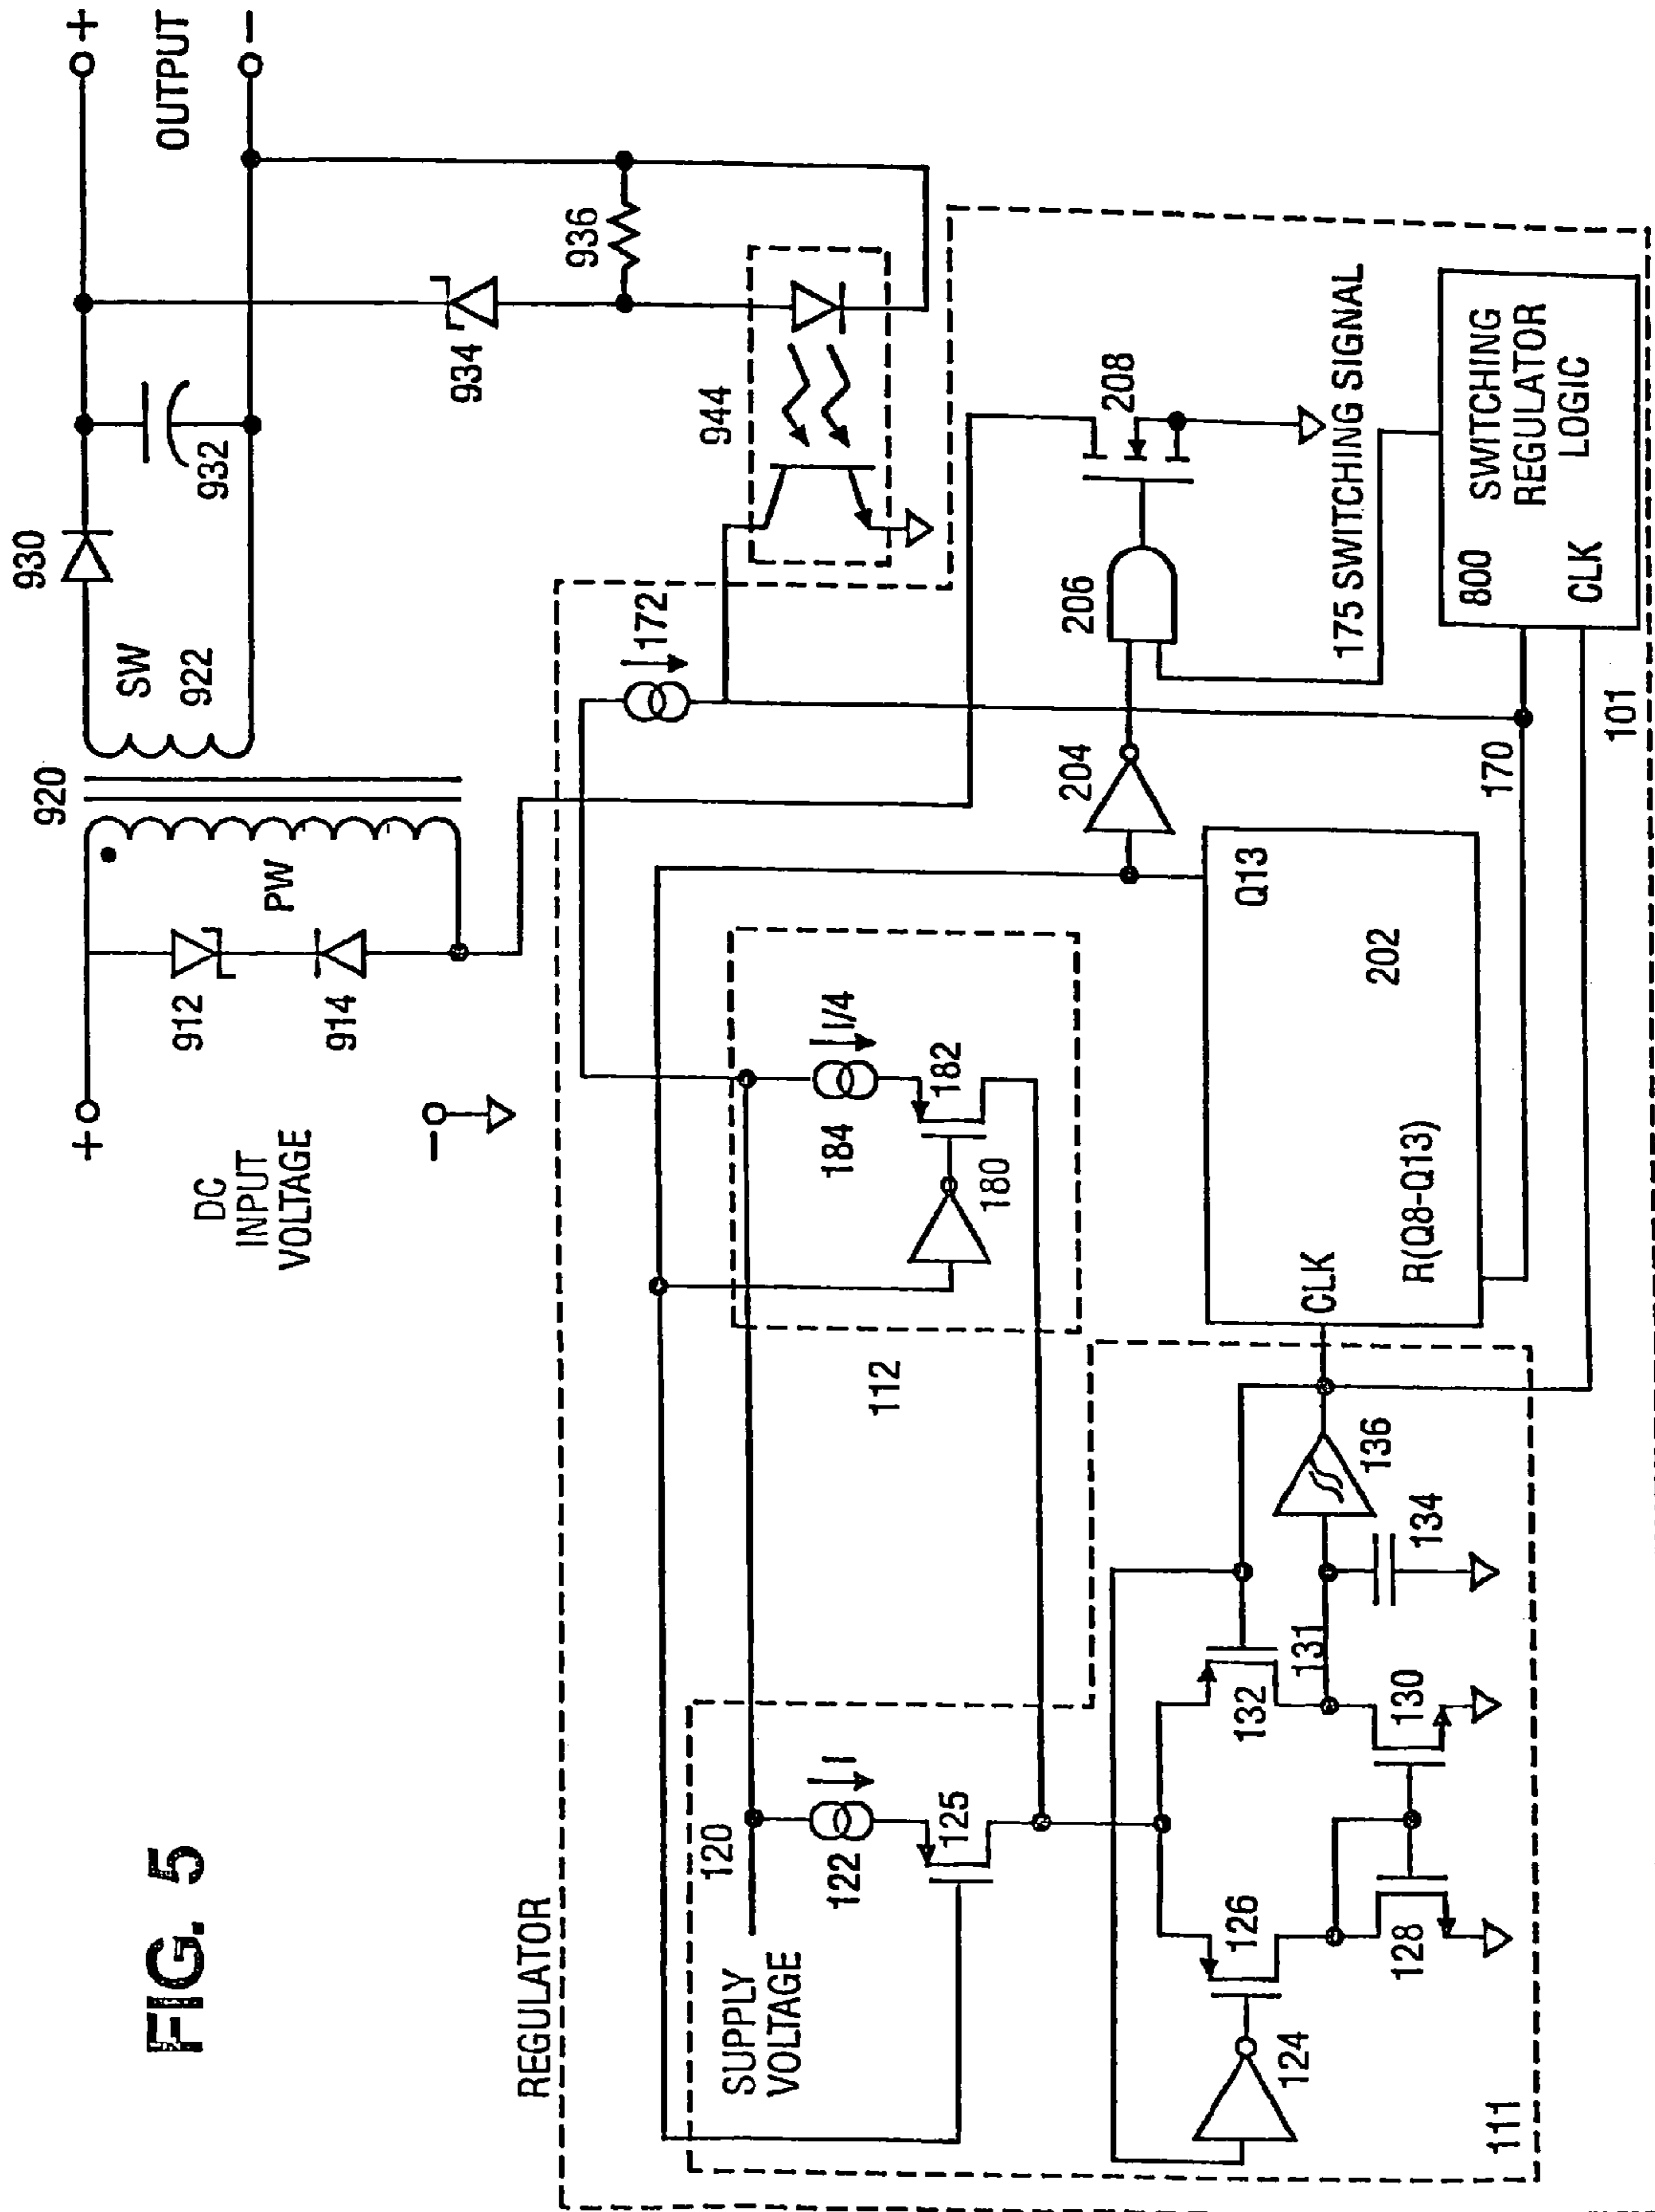 FIG. 5
REGULATOR
DC
INPUT
VOLTAGE
+
-
912
914
PW
920
SW
922
930
932
+
OUTPUT
-
934
936
944
172
SUPPLY
VOLTAGE
120
122
I
125
112
184
I/4
182
180
124
126
128
130
132
131
134
136
111
CLK
R(Q8-Q13)
202
Q13
204
206
208
170
175 SWITCHING SIGNAL
800
SWITCHING
REGULATOR
LOGIC
CLK
101